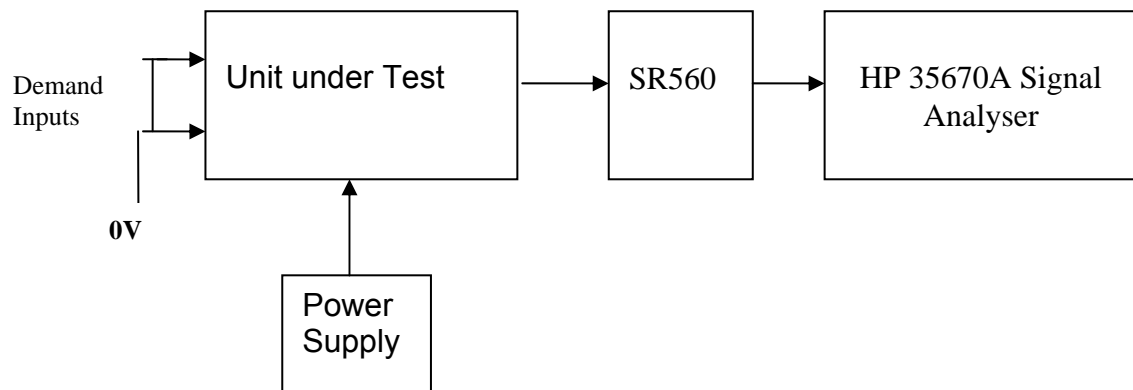 Demand
Inputs
0V
Unit under Test
SR560
HP 35670A Signal
Analyser
Power
Supply